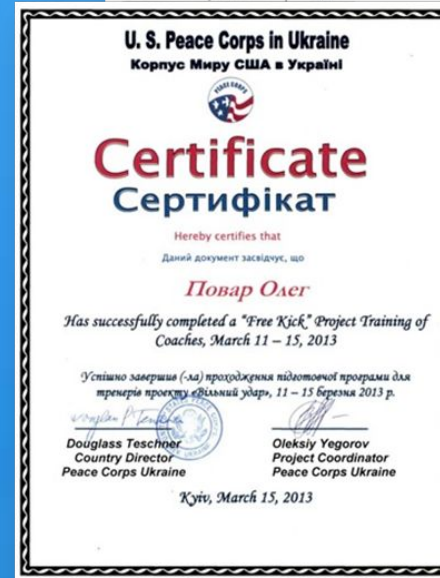 U. S. Peace Corps in Ukraine
Корпус Миру США в Україні
PEACE CORPS
Certificate
Сертифікат
Hereby certifies that
Даний документ засвідчує, що
Повар Олег
Has successfully completed a “Free Kick” Project Training of
Coaches, March 11 – 15, 2013
Успішно завершив (-ла) проходження підготовчої програми для
тренерів проекту «Вільний удар», 11 – 15 березня 2013 р.
Douglass Teschner
Country Director
Peace Corps Ukraine
Oleksiy Yegorov
Project Coordinator
Peace Corps Ukraine
Kyiv, March 15, 2013